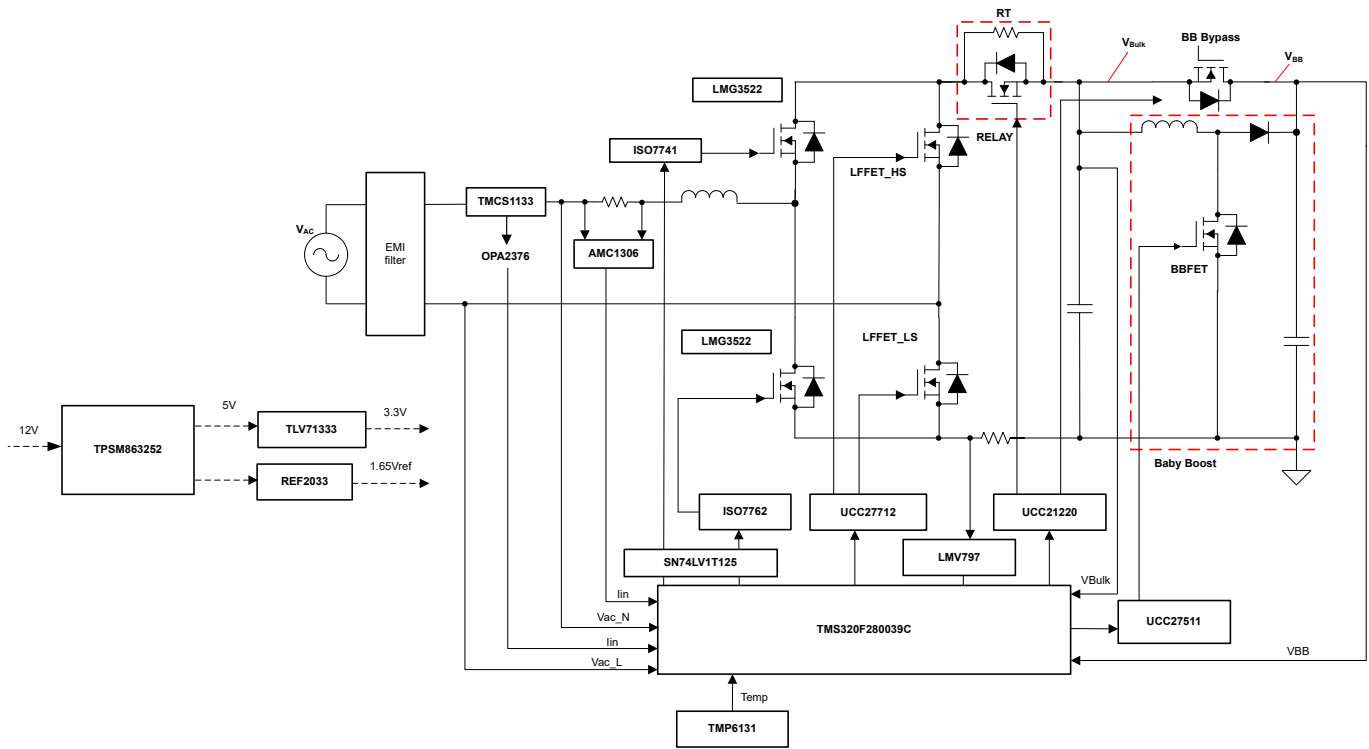 RT
BB Bypass
VBulk
VBB
LMG3522
RELAY
ISO7741
LFFET_HS
TMCS1133
VAC
EMI
filter
OPA2376
AMC1306
BBFET
LMG3522
LFFET_LS
12V
TPSM863252
5V
TLV71333
3.3V
REF2033
1.65Vref
Baby Boost
ISO7762
UCC27712
UCC21220
SN74LV1T125
LMV797
Iin
VBulk
Vac_N
TMS320F280039C
UCC27511
Iin
Vac_L
VBB
Temp
TMP6131